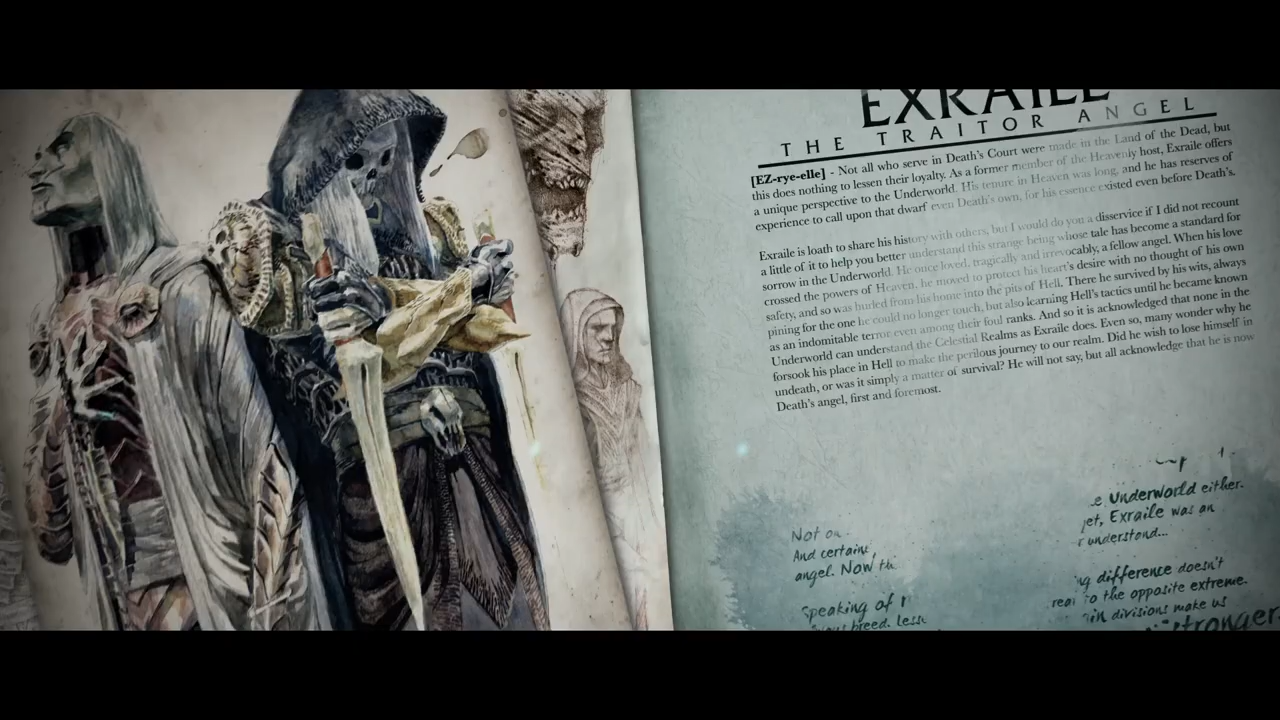 EXRAILE
THE TRAITOR ANGEL
[EZ-rye-elle] - Not all who serve in Death's Court were made in the Land of the Dead, but
this does nothing to lessen their loyalty. As a former member of the Heavenly host, Exraile offers
a unique perspective to the Underworld. His tenure in Heaven was long, and he has reserves of
experience to call upon that dwarf even Death's own, for his essence existed even before Death's.
Exraile is loath to share his history with others, but I would do you a disservice if I did not recount
a little of it to help you better understand this strange being whose tale has become a standard for
sorrow in the Underworld. He once loved, tragically and irrevocably, a fellow angel. When his love
crossed the powers of Heaven, he moved to protect his heart's desire with no thought of his own
safety, and so was hurled from his home into the pits of Hell. There he survived by his wits, always
pining for the one he could no longer touch, but also learning Hell's tactics until he became known
as an indomitable terror even among their foul ranks. And so it is acknowledged that none in the
Underworld can understand the Celestial Realms as Exraile does. Even so, many wonder why he
forsook his place in Hell to make the perilous journey to our realm. Did he wish to lose himself in
undeath, or was it simply a matter of survival? He will not say, but all acknowledge that he is now
Death's angel, first and foremost.
Underworld either.
Not
Exraile was an
And
understand...
angel. Now
difference doesn't
to the opposite extreme.
Speaking of
in divisions make us
breed.
stronger